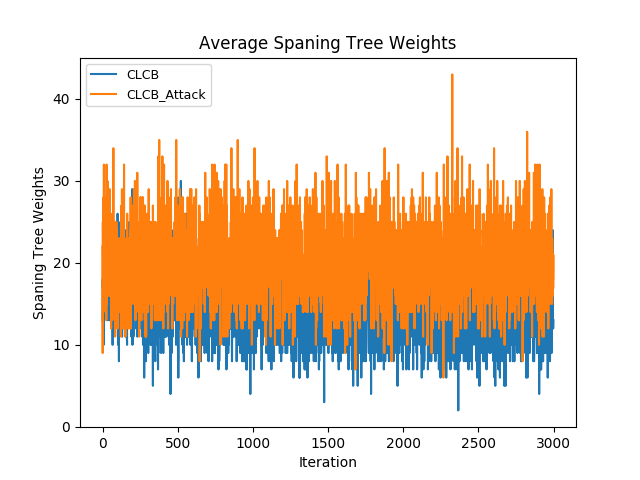 Average Spaning Tree Weights
CLCB
CLCB_Attack
Spaning Tree Weights
40
30
20
10
0
0 500 1000 1500 2000 2500 3000
Iteration